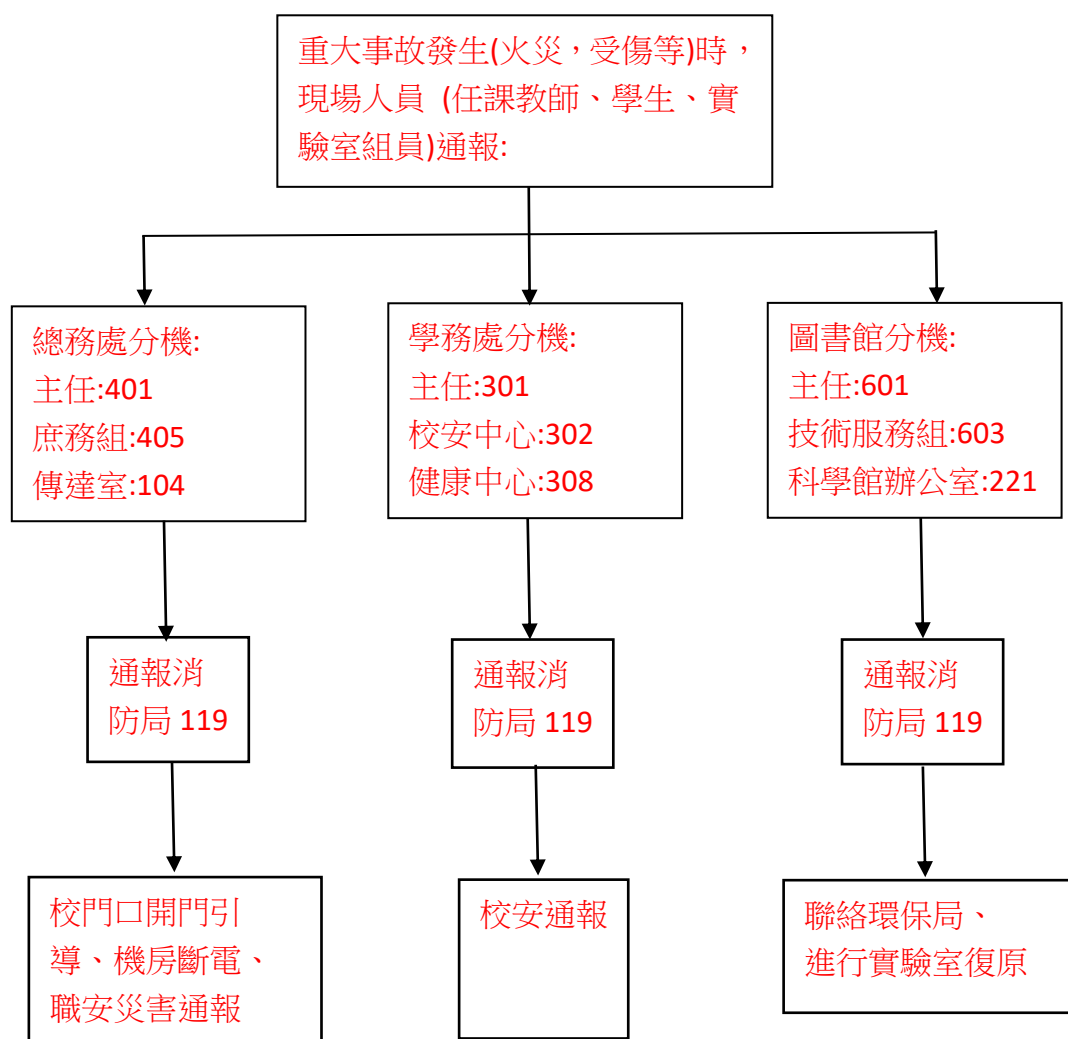 重大事故發生(火災，受傷等)時，
現場人員 (任課教師、學生、實
驗室組員)通報:
總務處分機:
主任:401
庶務組:405
傳達室:104
學務處分機:
主任:301
校安中心:302
健康中心:308
圖書館分機:
主任:601
技術服務組:603
科學館辦公室:221
通報消
防局 119
通報消
防局 119
通報消
防局 119
校門口開門引
導、機房斷電、
職安災害通報
校安通報
聯絡環保局、
進行實驗室復原